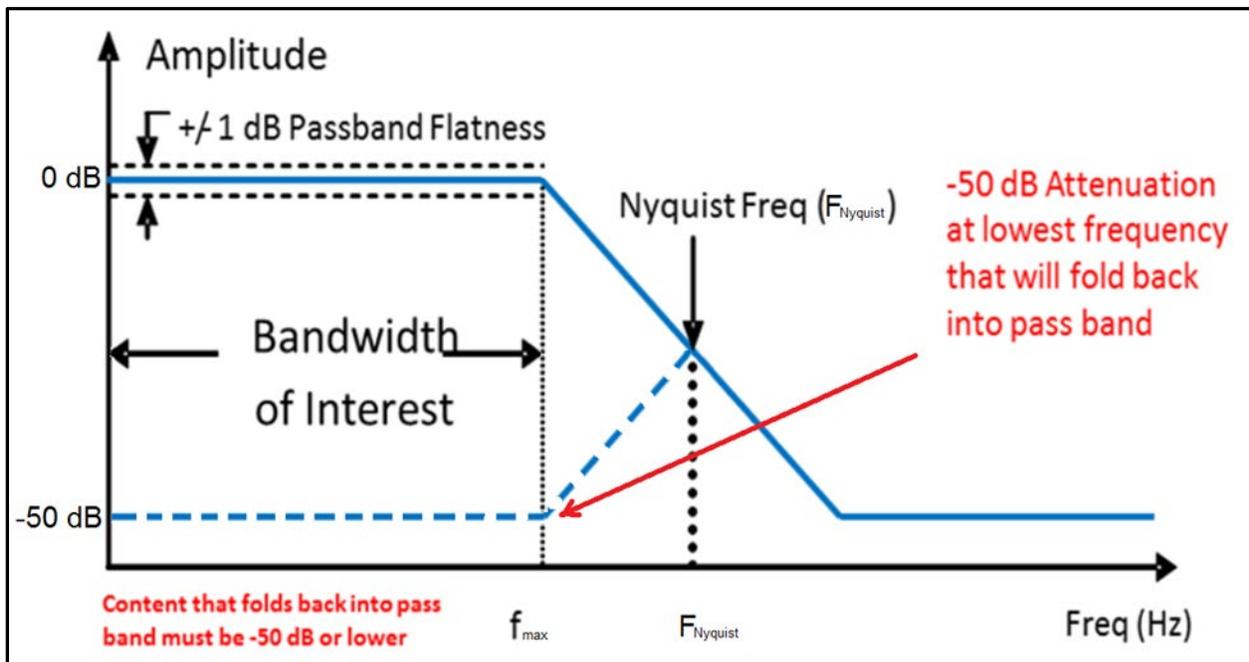 Amplitude
+/- 1 dB Passband Flatness
0 dB
Nyquist Freq (FNyquist)
-50 dB Attenuation
at lowest frequency
that will fold back
into pass band
Bandwidth
of Interest
-50 dB
Content that folds back into pass
band must be -50 dB or lower
fmax
FNyquist
Freq (Hz)